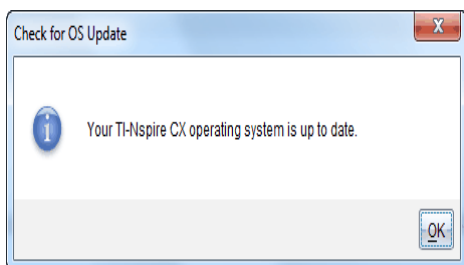 Check for OS Update
Your TI-Nspire CX operating system is up to date.
OK